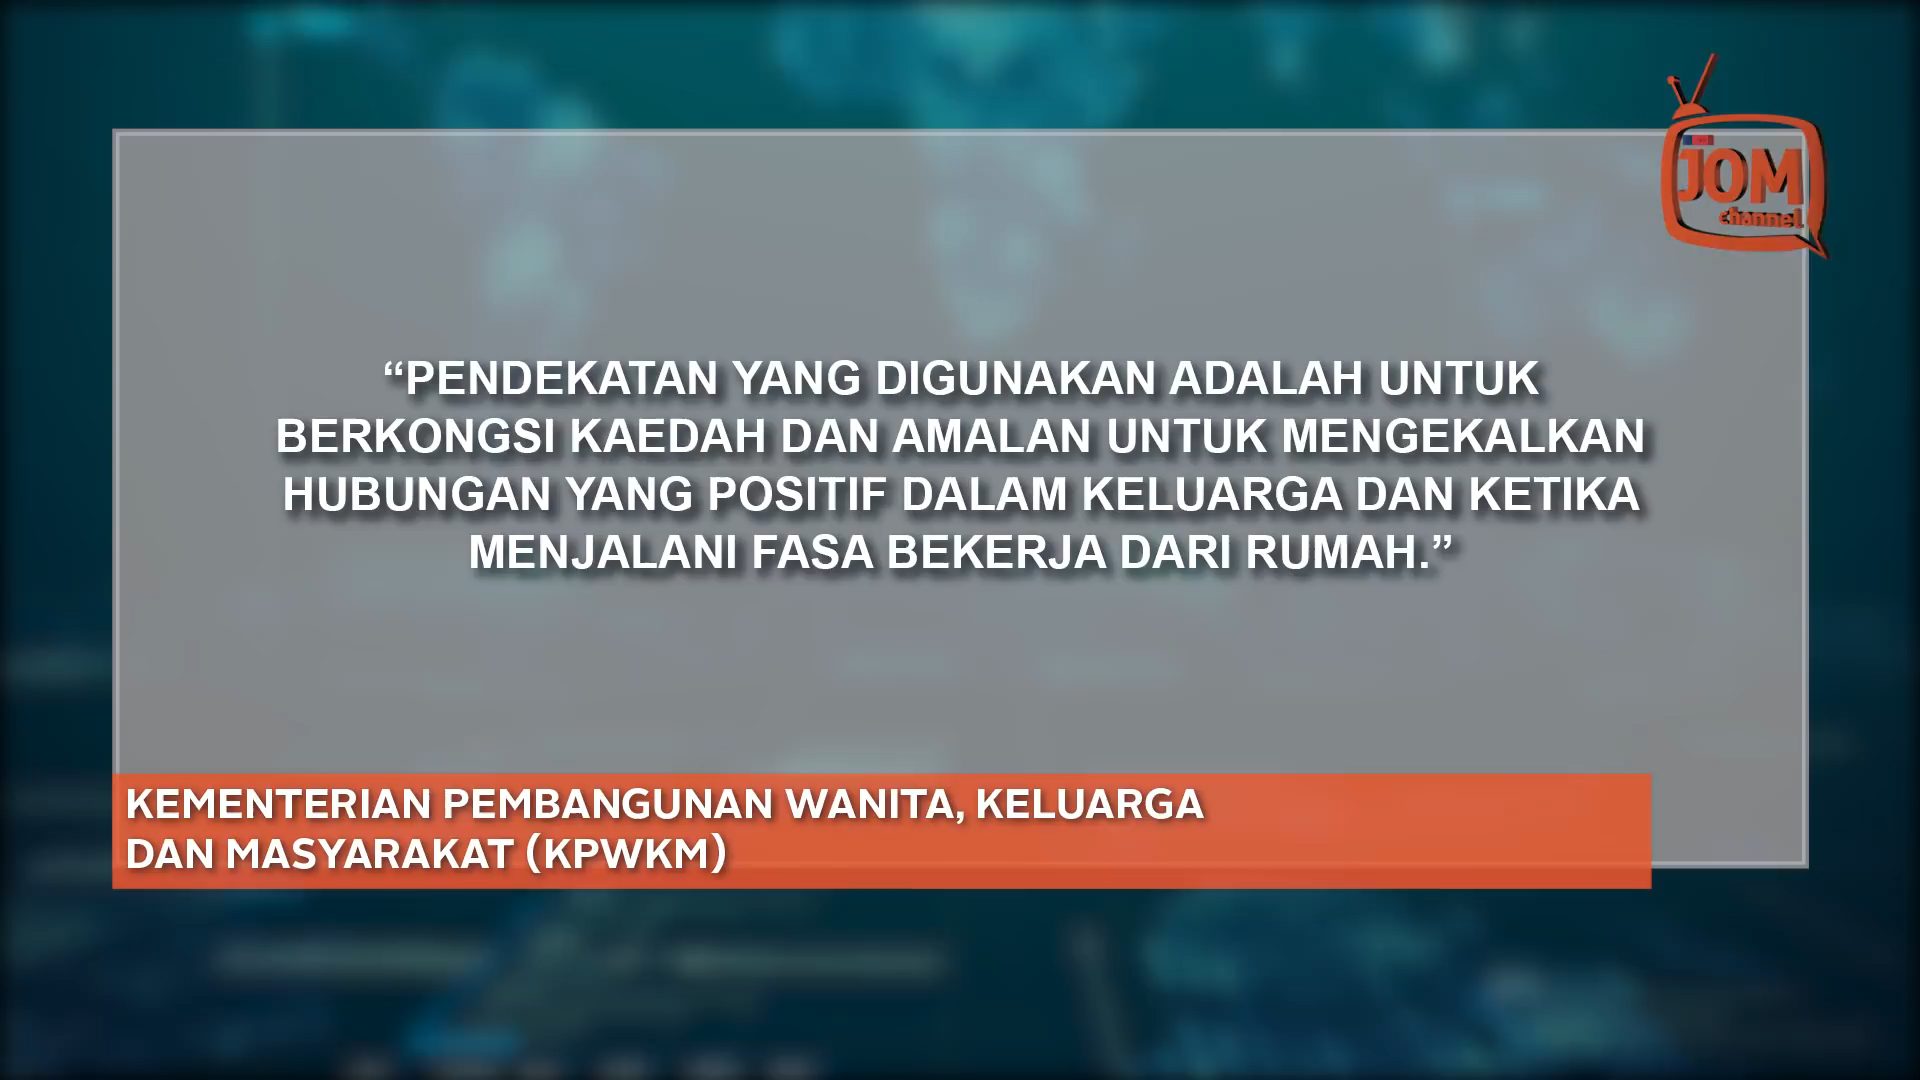 JOM
channel
“PENDEKATAN YANG DIGUNAKAN ADALAH UNTUK
BERKONGSI KAEDAH DAN AMALAN UNTUK MENGEKALKAN
HUBUNGAN YANG POSITIF DALAM KELUARGA DAN KETIKA
MENJALANI FASA BEKERJA DARI RUMAH.”
KEMENTERIAN PEMBANGUNAN WANITA, KELUARGA
DAN MASYARAKAT (KPWKM)